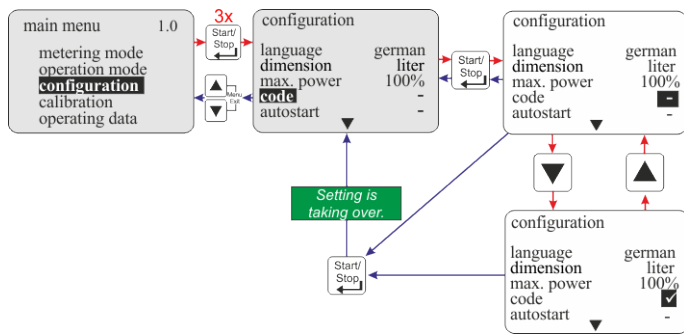 main menu 1.0
metering mode
operation mode
configuration
calibration
operating data
3x
Start/
Stop
Menu
Exit
configuration
language german
dimension liter
max. power 100%
code -
autostart -
Start/
Stop
configuration
language german
dimension liter
max. power 100%
code -
autostart -
Setting is
taking over.
Start/
Stop
configuration
language german
dimension liter
max. power 100%
code ✓
autostart -